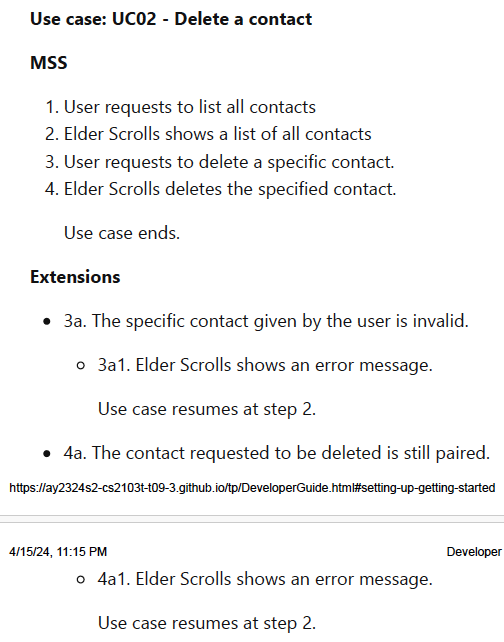 Use case: UC02 - Delete a contact
MSS
1. User requests to list all contacts
2. Elder Scrolls shows a list of all contacts
3. User requests to delete a specific contact.
4. Elder Scrolls deletes the specified contact.
Use case ends.
Extensions
• 3a. The specific contact given by the user is invalid.
○ 3a1. Elder Scrolls shows an error message.
Use case resumes at step 2.
• 4a. The contact requested to be deleted is still paired.
https://ay2324s2-cs2103t-t09-3.github.io/tp/DeveloperGuide.html#setting-up-getting-started
4/15/24, 11:15 PM Developer
○ 4a1. Elder Scrolls shows an error message.
Use case resumes at step 2.